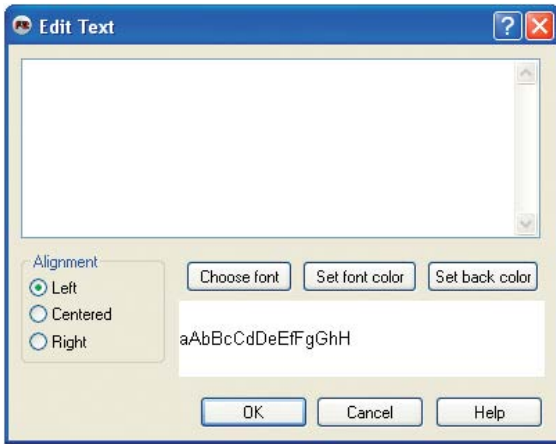 Edit Text
Alignment
Left
Centered
Right
Choose font Set font color Set back color
aAbBcCdDeEfFgGhH
OK Cancel Help